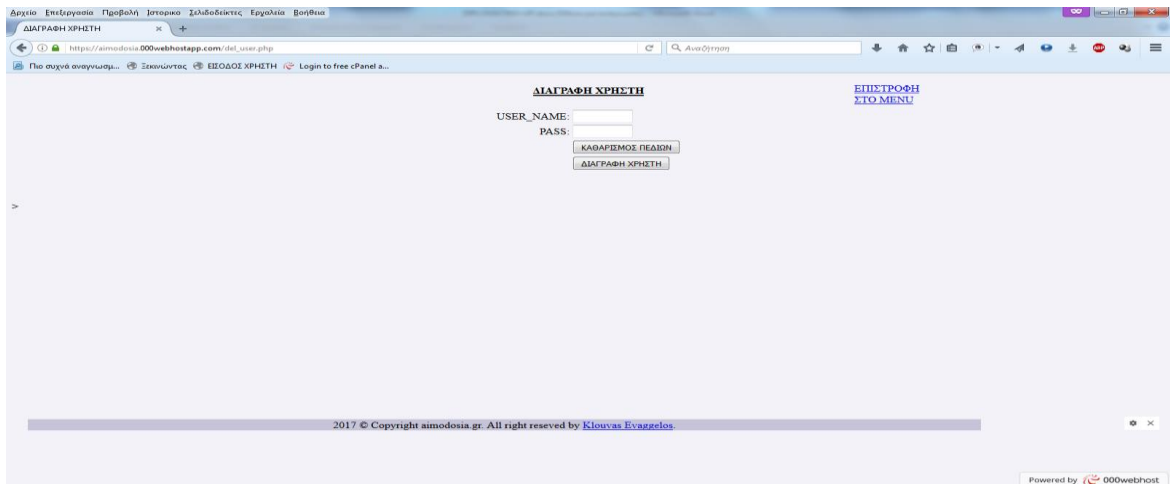 Αρχείο Επεξεργασία Προβολή Ιστορικό Σελιδοδείκτες Εργαλεία Βοήθεια
ΔΙΑΓΡΑΦΗ ΧΡΗΣΤΗ × +
https://aimodosia.000webhostapp.com/del_user.php Αναζήτηση
Πιο συχνά αναγνωσμ... Ξεκινώντας ΕΙΣΟΔΟΣ ΧΡΗΣΤΗ Login to free cPanel a...
ΔΙΑΓΡΑΦΗ ΧΡΗΣΤΗ
ΕΠΙΣΤΡΟΦΗ
ΣΤΟ MENU
USER_NAME:
PASS:
ΚΑΘΑΡΙΣΜΟΣ ΠΕΔΙΩΝ
ΔΙΑΓΡΑΦΗ ΧΡΗΣΤΗ
>
2017 © Copyright aimodosia.gr. All right reseved by Klouvas Evaggelos.
Powered by 000webhost